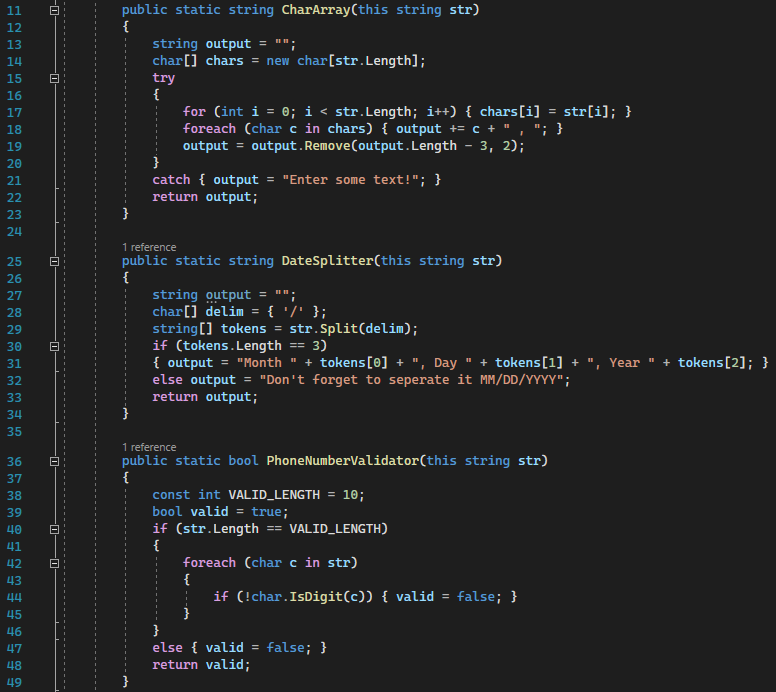 11 public static string CharArray(this string str)
12 {
13 string output = "";
14 char[] chars = new char[str.Length];
15 try
16 {
17 for (int i = 0; i < str.Length; i++) { chars[i] = str[i]; }
18 foreach (char c in chars) { output += c + " , "; }
19 output = output.Remove(output.Length - 3, 2);
20 }
21 catch { output = "Enter some text!"; }
22 return output;
23 }
24
1 reference
25 public static string DateSplitter(this string str)
26 {
27 string output = "";
28 char[] delim = { '/' };
29 string[] tokens = str.Split(delim);
30 if (tokens.Length == 3)
31 { output = "Month " + tokens[0] + ", Day " + tokens[1] + ", Year " + tokens[2]; }
32 else output = "Don't forget to seperate it MM/DD/YYYY";
33 return output;
34 }
35
1 reference
36 public static bool PhoneNumberValidator(this string str)
37 {
38 const int VALID_LENGTH = 10;
39 bool valid = true;
40 if (str.Length == VALID_LENGTH)
41 {
42 foreach (char c in str)
43 {
44 if (!char.IsDigit(c)) { valid = false; }
45 }
46 }
47 else { valid = false; }
48 return valid;
49 }